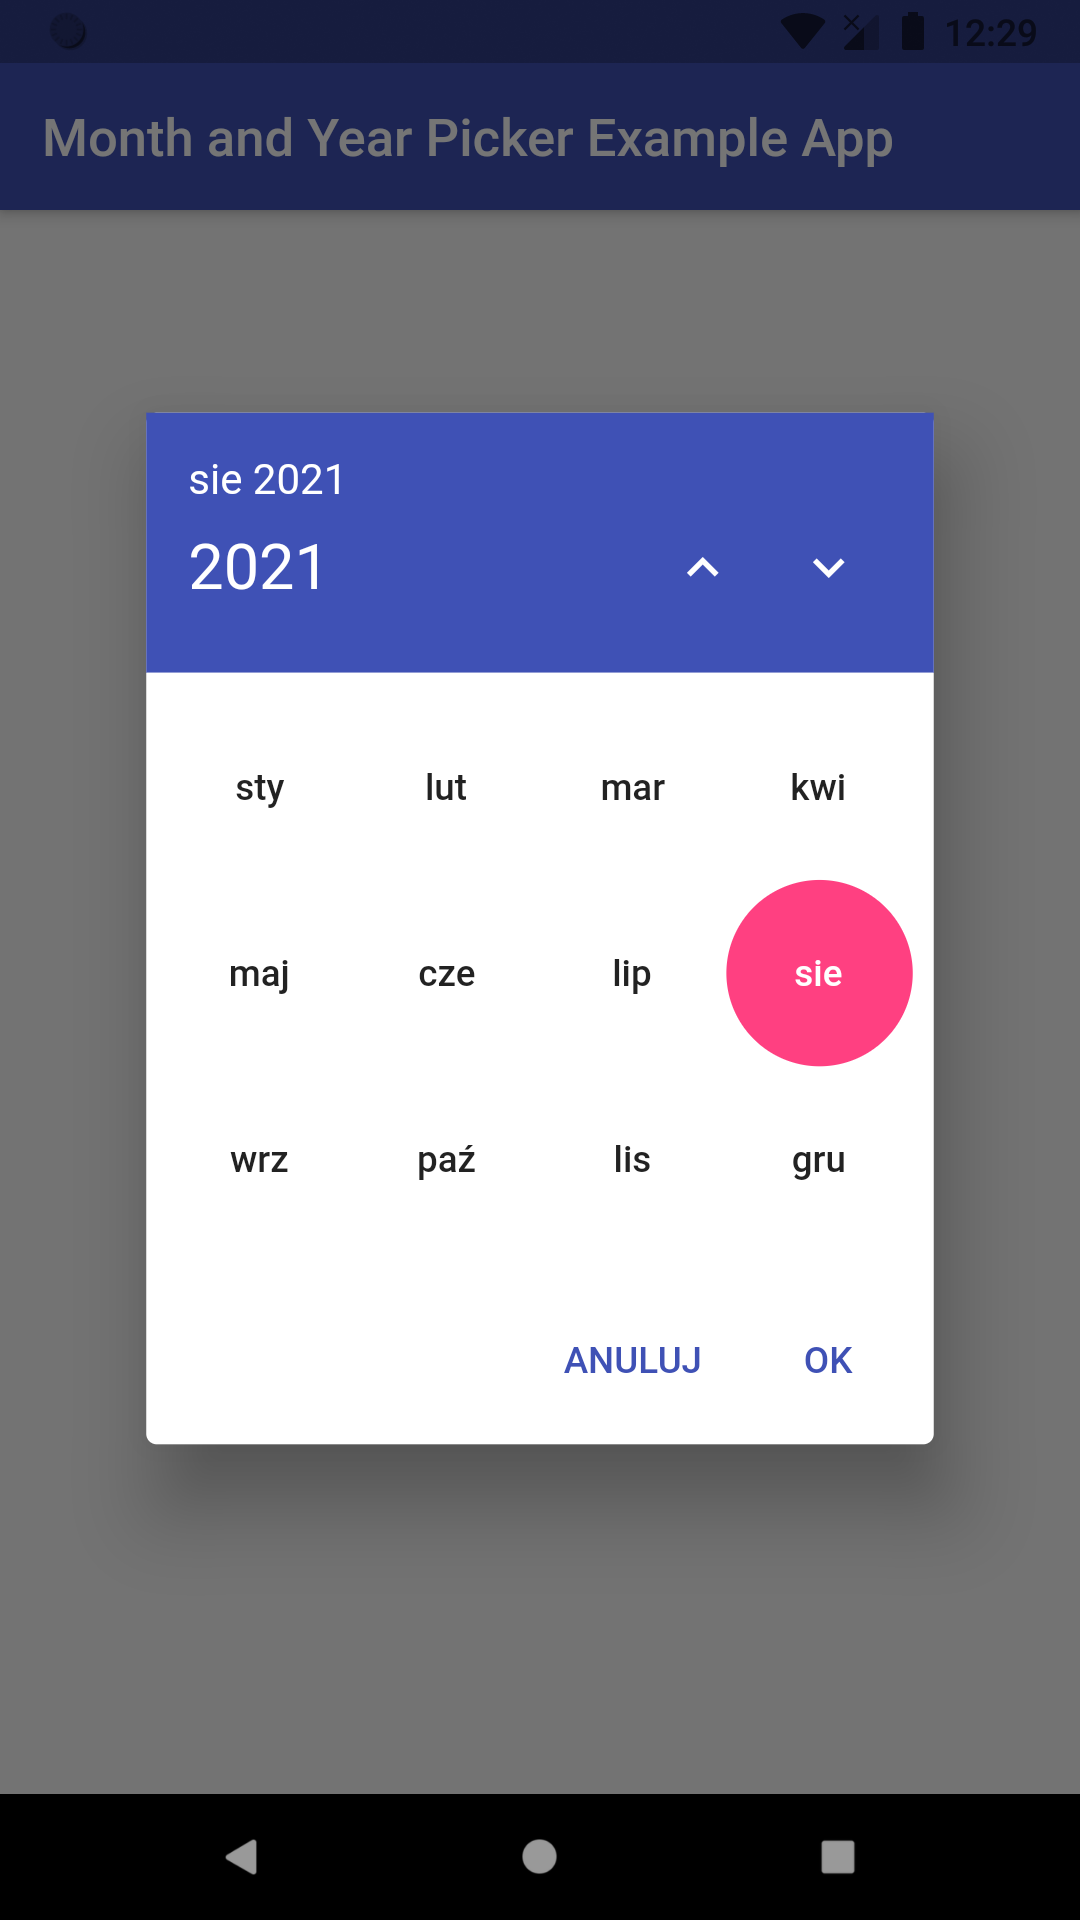 12:29
Month and Year Picker Example App
sie 2021
2021
sty lut mar kwi
maj cze lip sie
wrz paź lis gru
ANULUJ OK